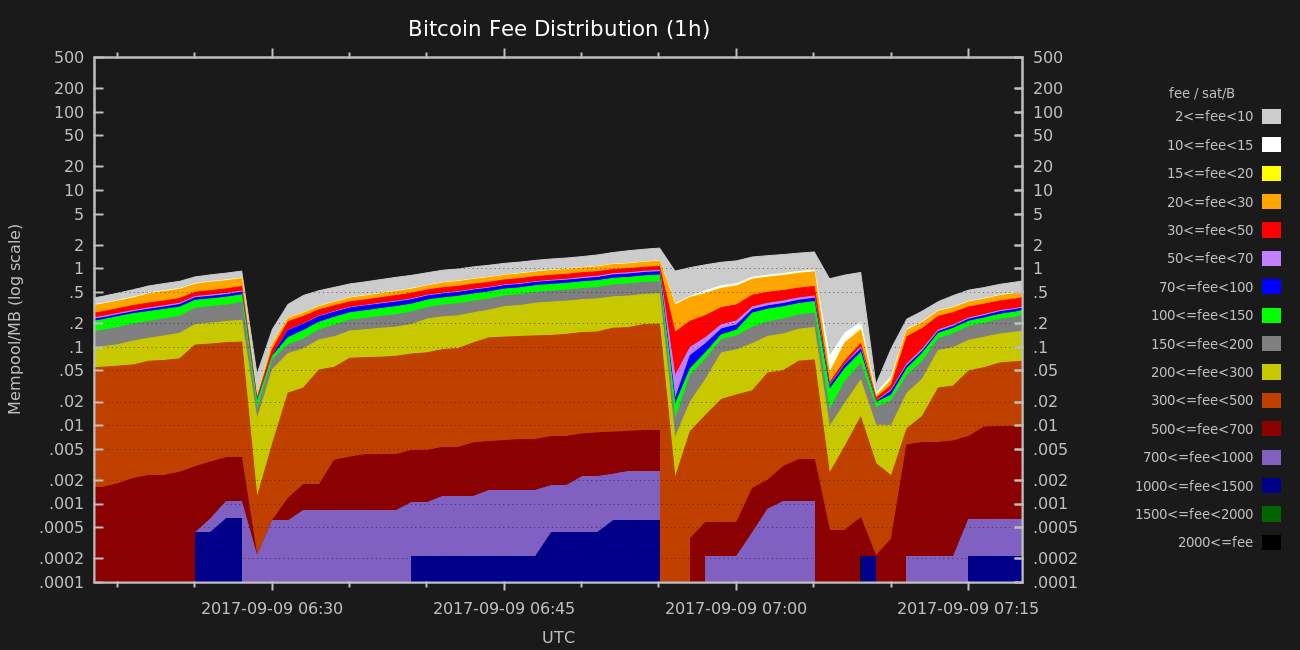 Bitcoin Fee Distribution (1h)
500
200
100
50
20
10
5
2
1
.5
.2
.1
.05
.02
.01
.005
.002
.001
.0005
.0002
.0001
Mempool/MB (log scale)
500
200
100
50
20
10
5
2
1
.5
.2
.1
.05
.02
.01
.005
.002
.001
.0005
.0002
.0001
2017-09-09 06:30
2017-09-09 06:45
2017-09-09 07:00
2017-09-09 07:15
UTC
fee / sat/B
2<=fee<10
10<=fee<15
15<=fee<20
20<=fee<30
30<=fee<50
50<=fee<70
70<=fee<100
100<=fee<150
150<=fee<200
200<=fee<300
300<=fee<500
500<=fee<700
700<=fee<1000
1000<=fee<1500
1500<=fee<2000
2000<=fee